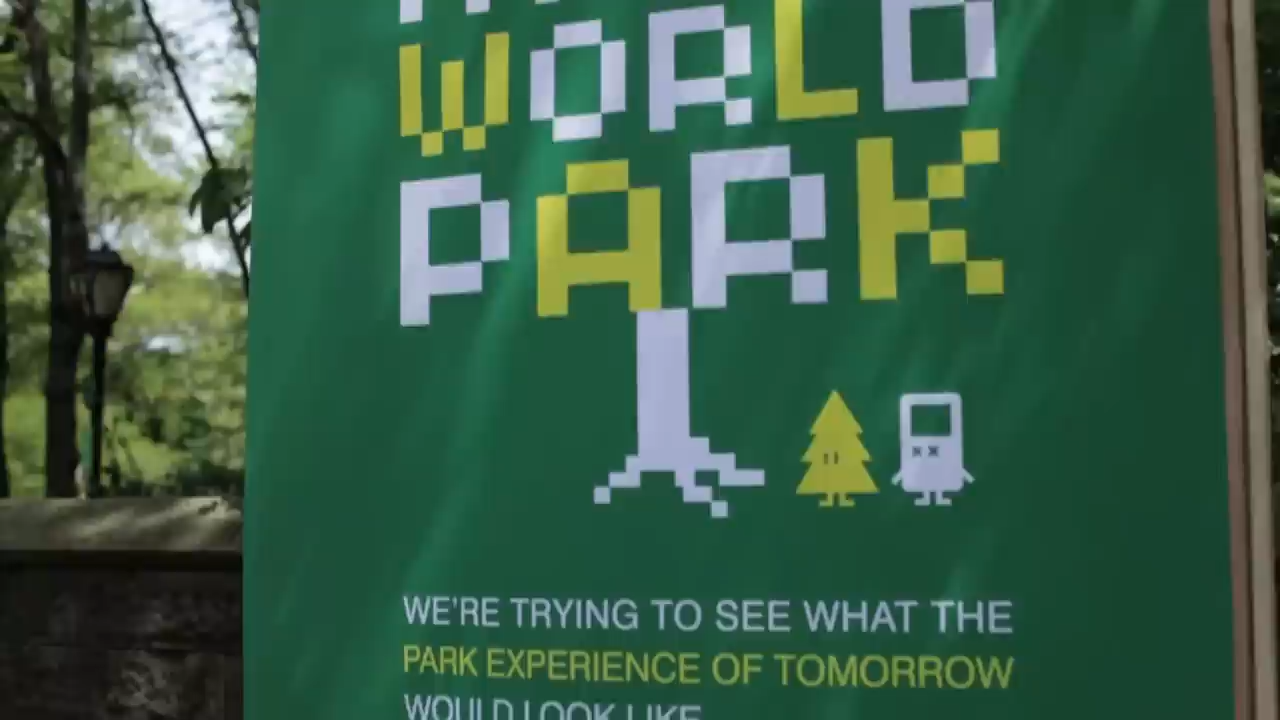 WORLD
PARK
WE'RE TRYING TO SEE WHAT THE
PARK EXPERIENCE OF TOMORROW
WOULD LOOK LIKE